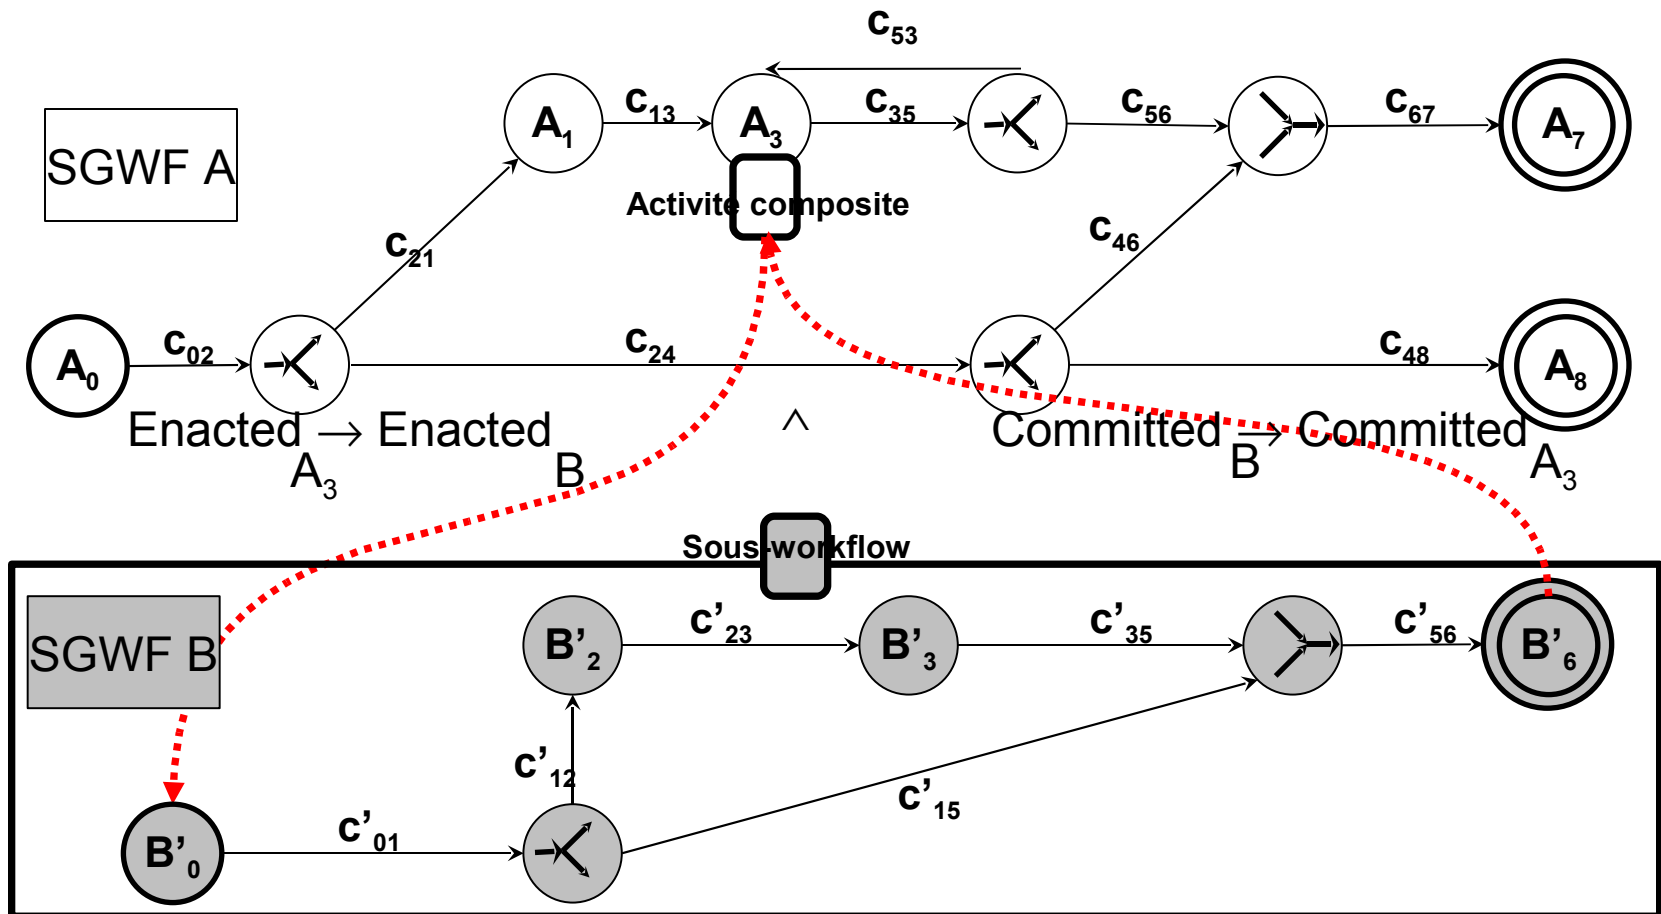 c53
A1
c13
A3
c35
c56
c67
A7
SGWF A
Activite composite
c21
c46
A0
c02
c24
c48
A8
Enacted A3 → Enacted B ∧ Committed B → Committed A3
Sous-workflow
SGWF B
B’2
c’23
B’3
c’35
c’56
B’6
c’12
c’15
B’0
c’01